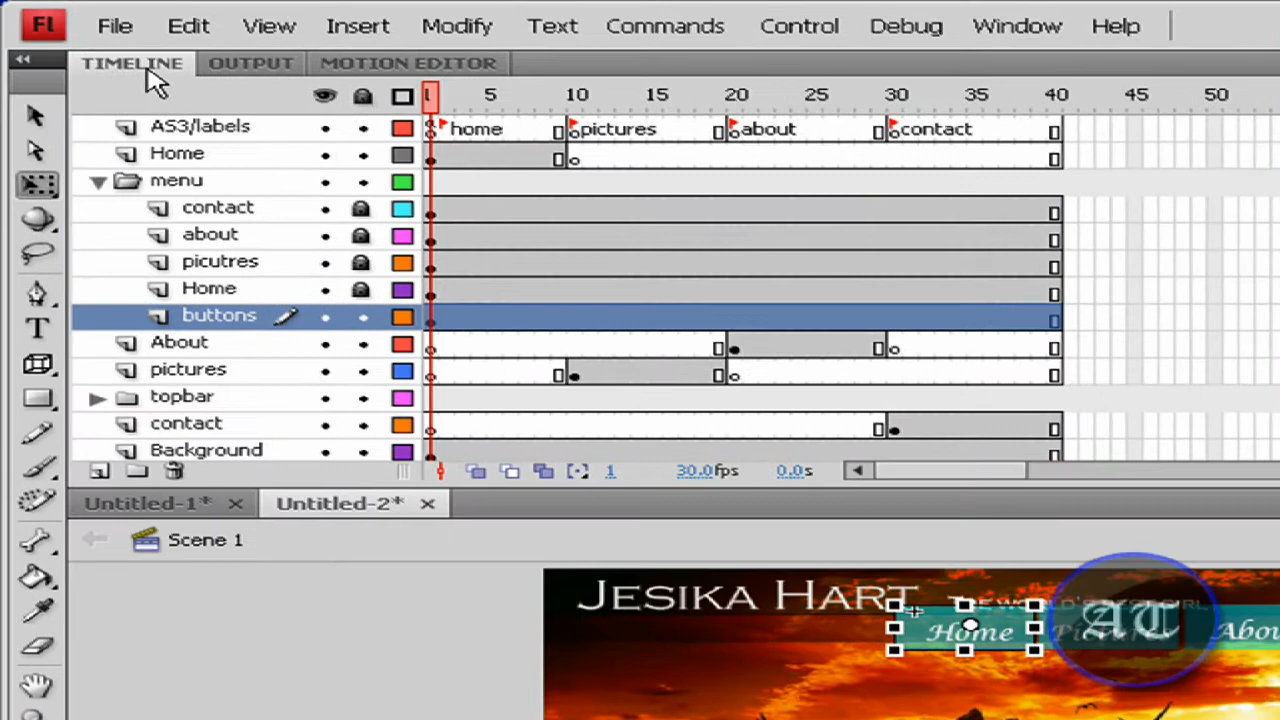 Fl File Edit View Insert Modify Text Commands Control Debug Window Help
TIMELINE OUTPUT MOTION EDITOR
5 10 15 20 25 30 35 40 45 50
AS3/labels home pictures about contact
Home
menu
contact
about
picutres
Home
buttons
About
pictures
topbar
contact
Background
1 30.0fps 0.0s
Untitled-1* Untitled-2*
Scene 1
JESIKA HART
Home Pictures Abou
AT